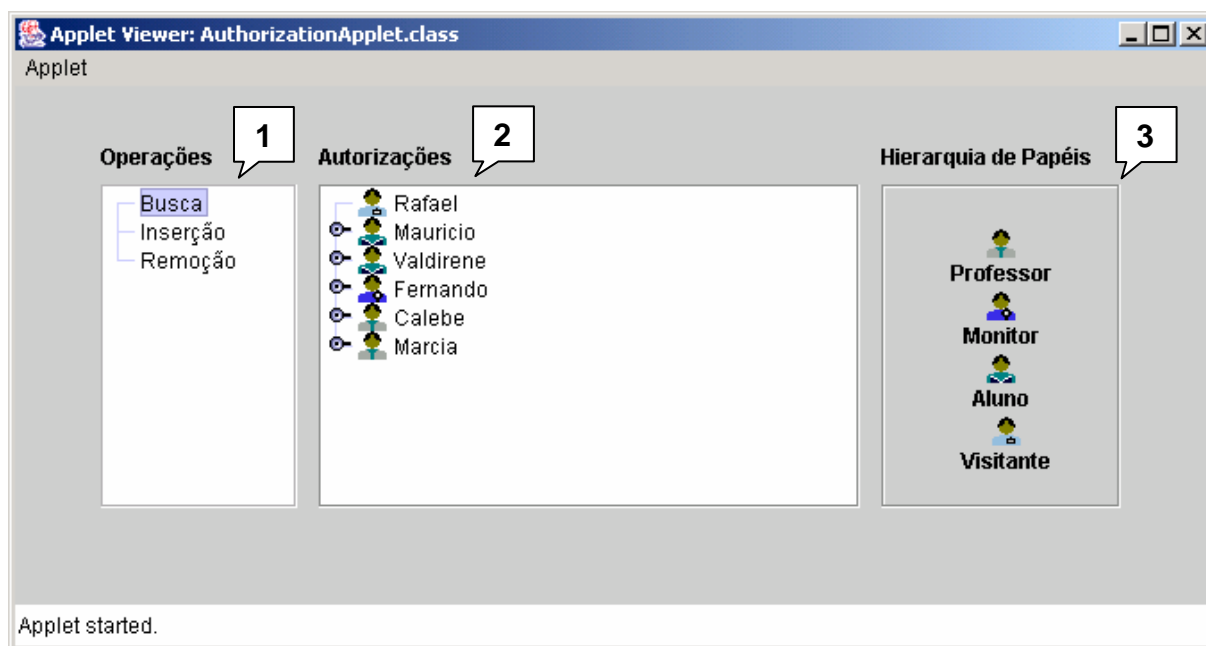 Applet Viewer: AuthorizationApplet.class
Applet
1
2
3
Operações
Autorizações
Hierarquia de Papéis
Busca
Inserção
Remoção
Rafael
Mauricio
Valdirene
Fernando
Calebe
Marcia
Professor
Monitor
Aluno
Visitante
Applet started.